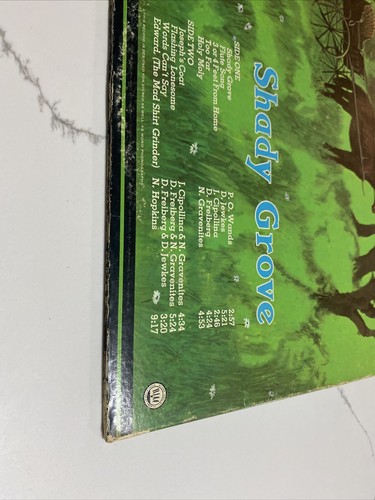 Shady Grove
SIDE ONE
Shady Grove P. O. Wands 2:57
Flute Song D. Jewkes 5:21
3 or 4 Feet From Home J. Cipollina 2:46
Too Far D. Freiberg 4:24
Holy Moly N. Gravenites 4:53
SIDE TWO
Joseph's Coat J. Cipollina & N. Gravenites 4:34
Flashing Lonesome D. Freiberg & N. Gravenites 5:24
Words Can't Say D. Freiberg & D. Jewkes 3:20
Edward, (The Mad Shirt Grinder) N. Hopkins 9:17